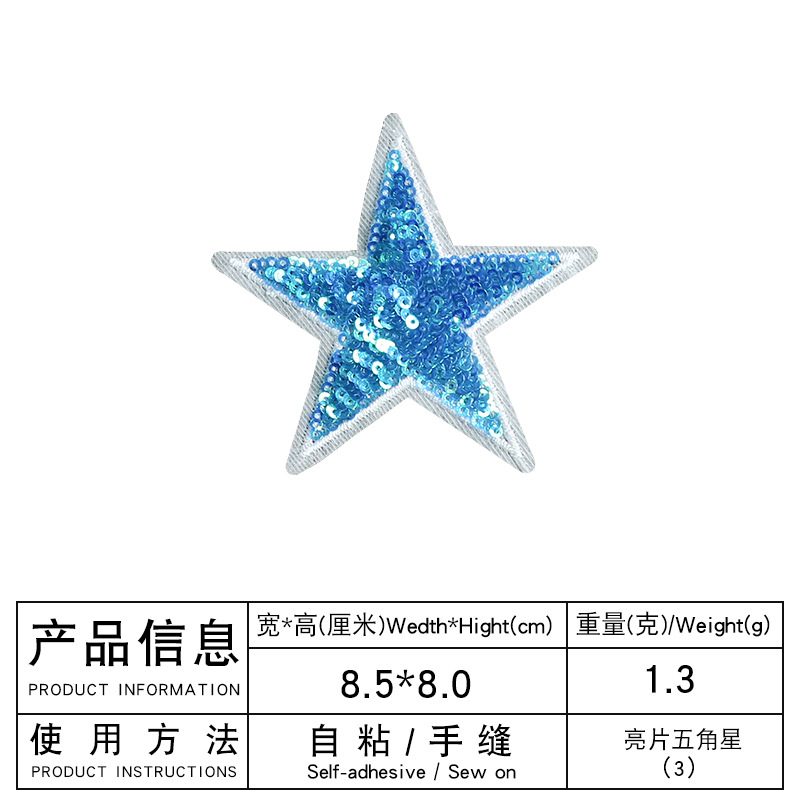 产品信息
PRODUCT INFORMATION
宽*高(厘米)Wedth*Hight(cm)
重量(克)/Weight(g)
8.5*8.0
1.3
使用方法
PRODUCT INSTRUCTIONS
自粘/手缝
Self-adhesive / Sew on
亮片五角星
(3)